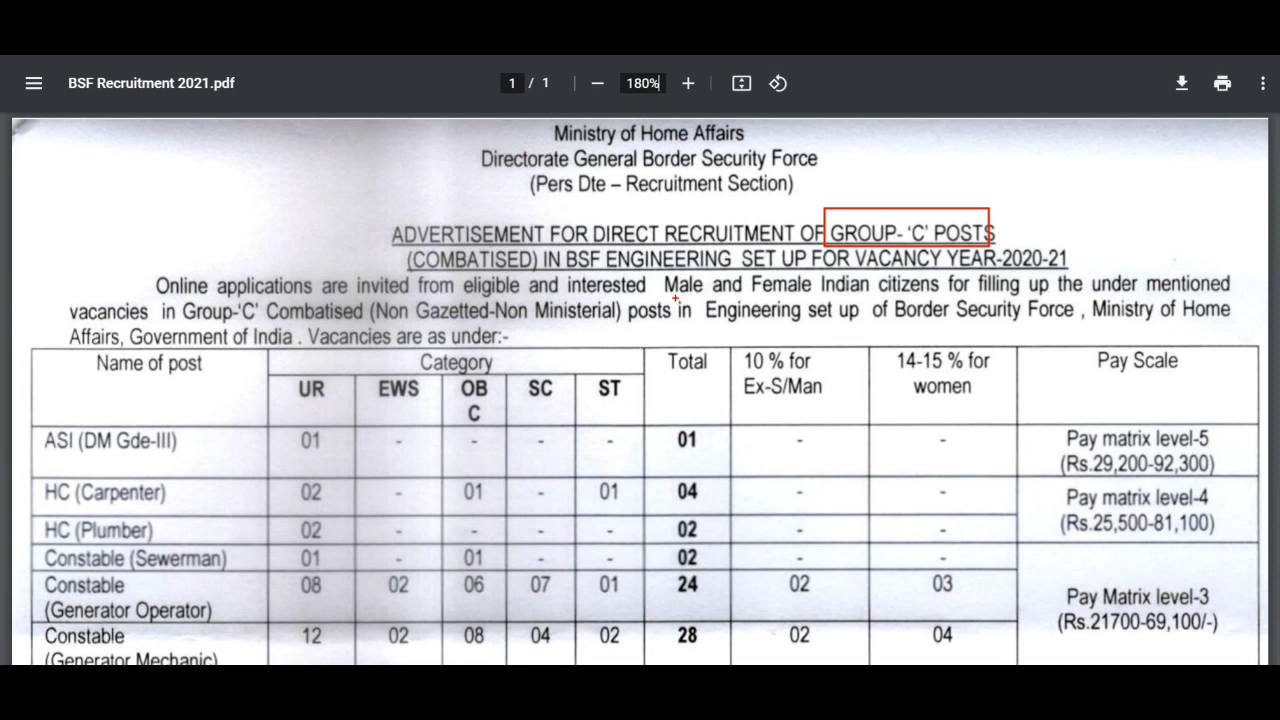 BSF Recruitment 2021.pdf
1 / 1
180%
Ministry of Home Affairs
Directorate General Border Security Force
(Pers Dte – Recruitment Section)
ADVERTISEMENT FOR DIRECT RECRUITMENT OF GROUP- 'C' POSTS
(COMBATISED) IN BSF ENGINEERING SET UP FOR VACANCY YEAR-2020-21
Online applications are invited from eligible and interested Male and Female Indian citizens for filling up the under mentioned
vacancies in Group-'C' Combatised (Non Gazetted-Non Ministerial) posts in Engineering set up of Border Security Force , Ministry of Home
Affairs, Government of India . Vacancies are as under:-
Name of post Category Total 10 % for 14-15 % for Pay Scale
UR EWS OB SC ST Ex-S/Man women
C
ASI (DM Gde-III) 01 - - - - 01 - - Pay matrix level-5
(Rs.29,200-92,300)
HC (Carpenter) 02 - 01 - 01 04 - - Pay matrix level-4
(Rs.25,500-81,100)
HC (Plumber) 02 - - - - 02 - -
Constable (Sewerman) 01 - 01 - - 02 - -
Constable 08 02 06 07 01 24 02 03 Pay Matrix level-3
(Generator Operator) (Rs.21700-69,100/-)
Constable 12 02 08 04 02 28 02 04
(Generator Mechanic)